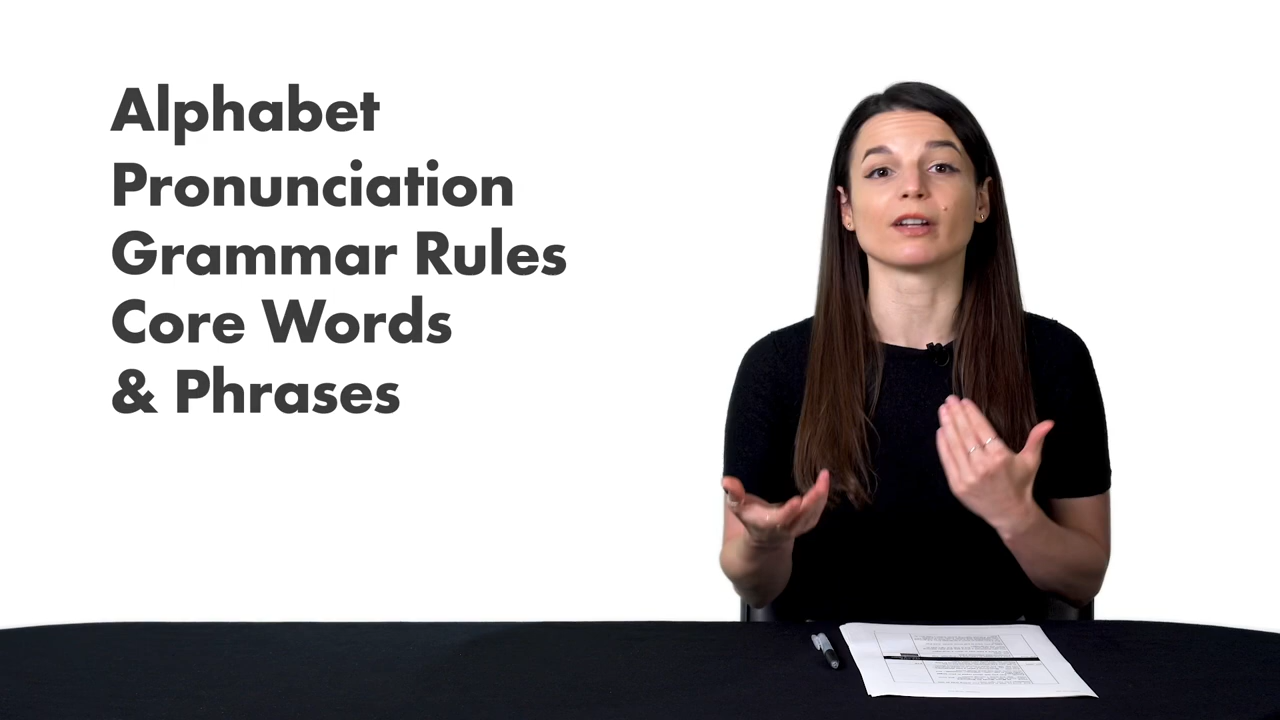 Alphabet
Pronunciation
Grammar Rules
Core Words
& Phrases